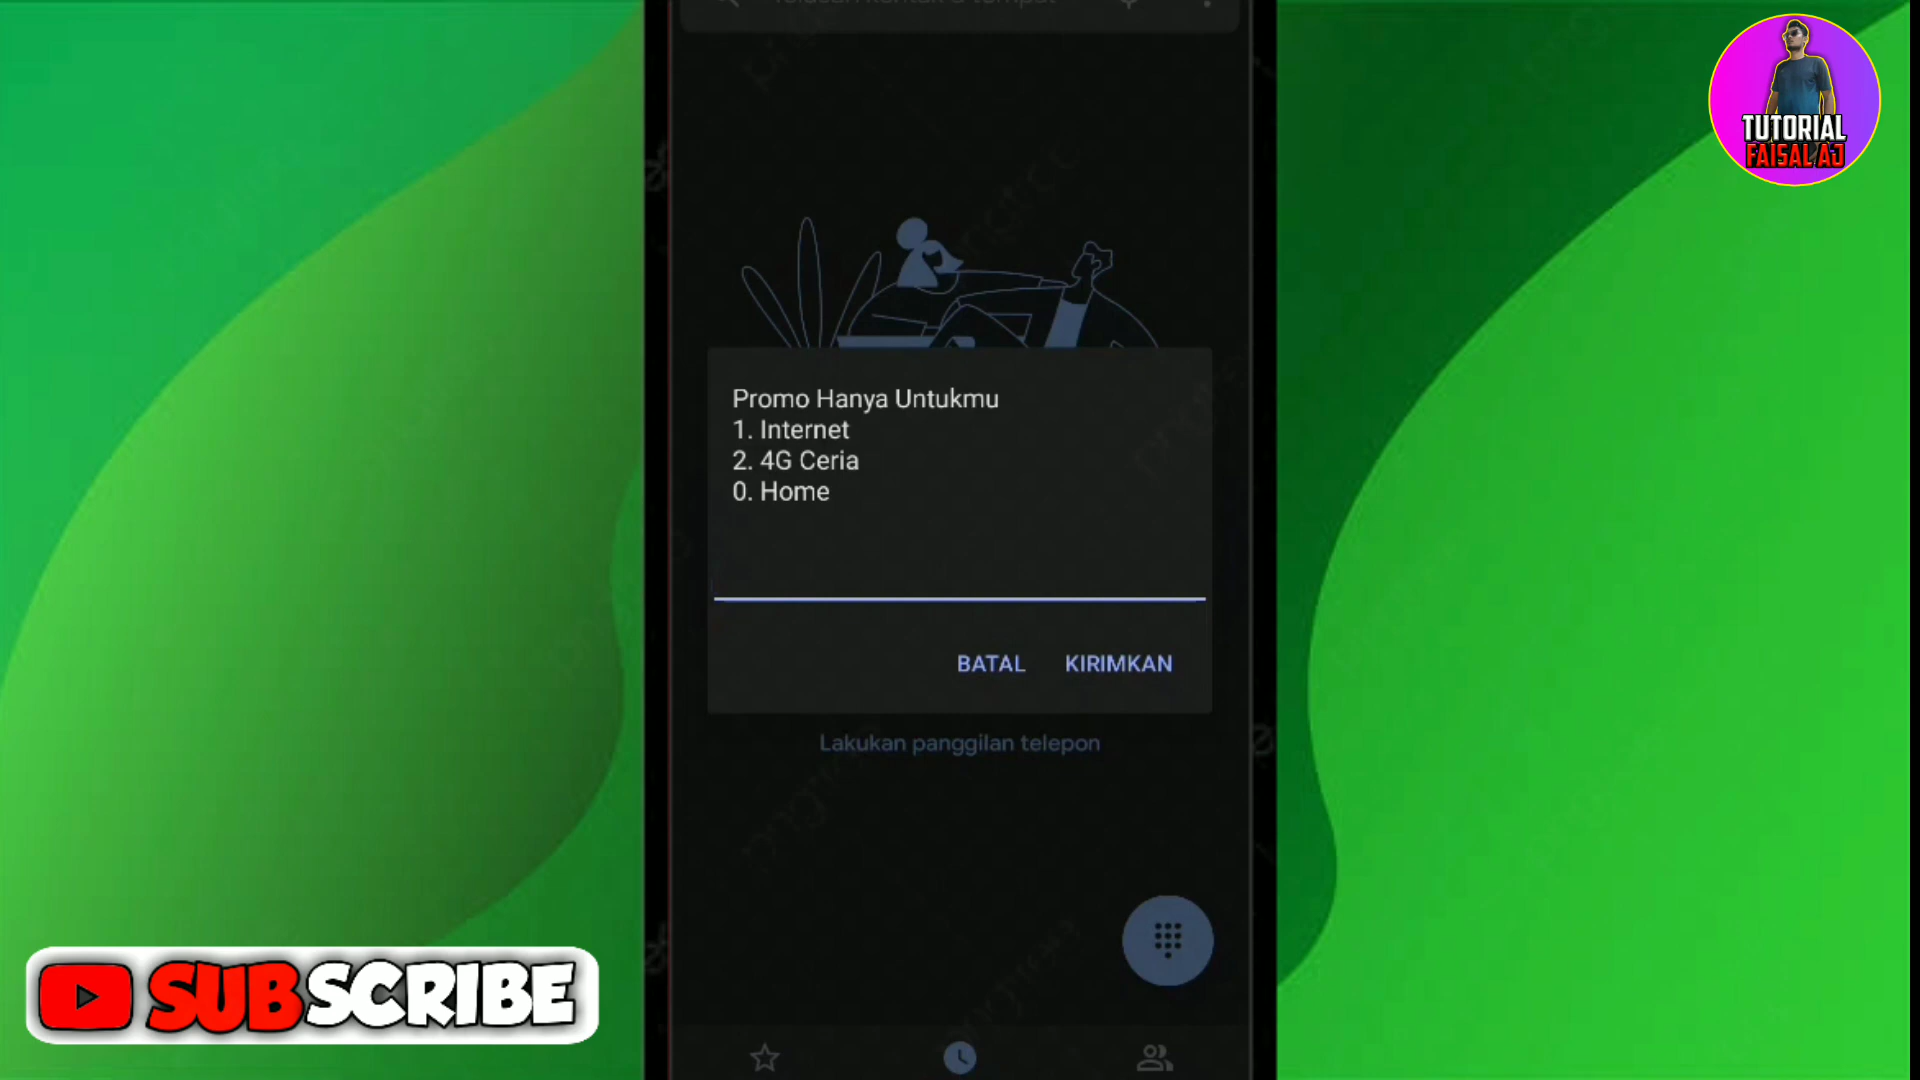 TUTORIAL
FAISAL AJ
Promo Hanya Untukmu
1. Internet
2. 4G Ceria
0. Home
BATAL KIRIMKAN
Lakukan panggilan telepon
SUBSCRIBE